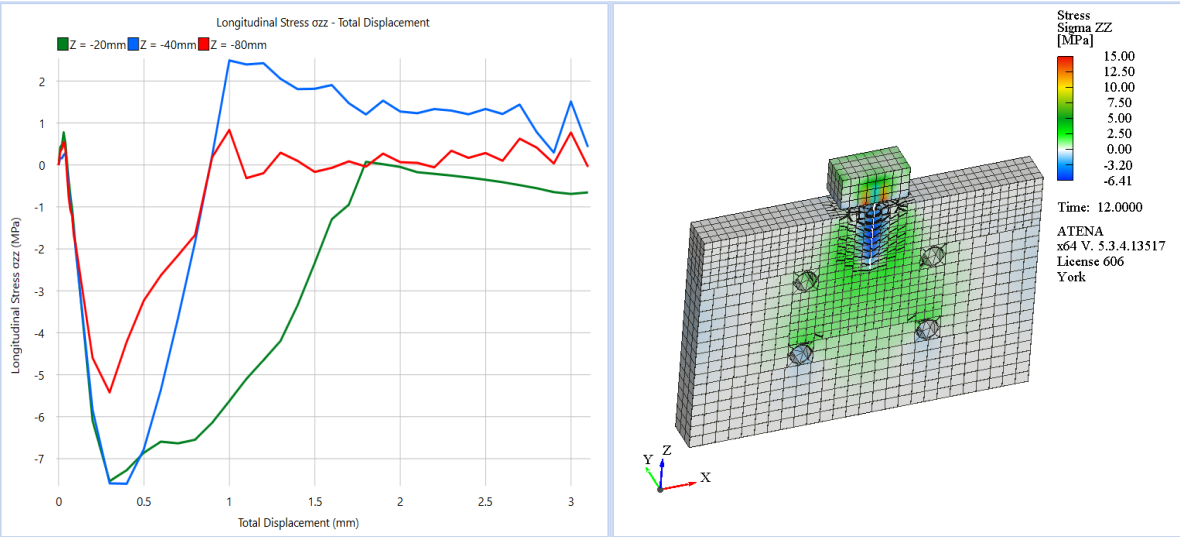 Longitudinal Stress σzz - Total Displacement
Z = -20mm Z = -40mm Z = -80mm
2
1
0
-1
-2
-3
-4
-5
-6
-7
Longitudinal Stress σzz (MPa)
0 0.5 1 1.5 2 2.5 3
Total Displacement (mm)
Stress
Sigma ZZ
[MPa]
15.00
12.50
10.00
7.50
5.00
2.50
0.00
-3.20
-6.41
Time: 12.0000
ATENA
x64 V. 5.3.4.13517
License 606
York
Y Z
X